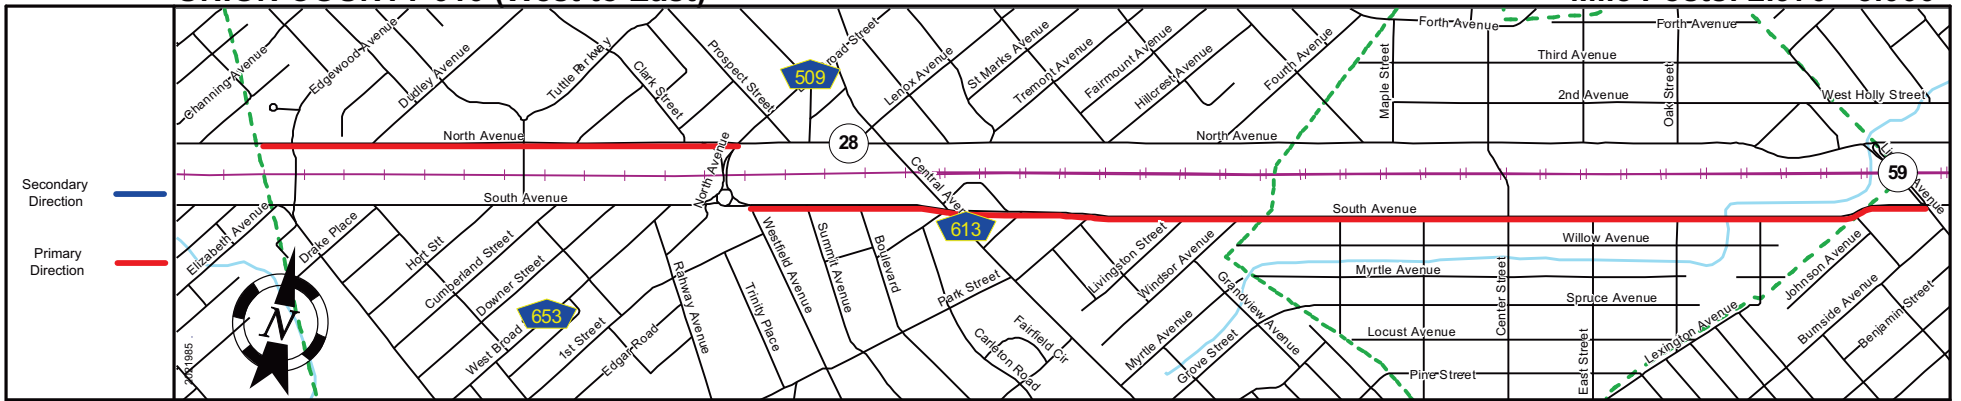 Forth Avenue
Forth Avenue
Channing Avenue
Edgewood Avenue
Dudley Avenue
Tuttle Parkway
Clark Street
Prospect Street
509
Lenox Avenue
St Marks Avenue
Tremont Avenue
Fairmount Avenue
Hillcrest Avenue
Fourth Avenue
Maple Street
Third Avenue
2nd Avenue
Oak Street
West Holly Street
North Avenue
North Avenue
28
North Avenue
59
Avenue
Secondary
Direction
South Avenue
South Avenue
613
Primary
Direction
Elizabeth Avenue
Drake Place
Hort Stt
Cumberland Street
Downer Street
653
West Broad
1st Street
Edgar Road
Rahway Avenue
Trinity Place
Westfield Avenue
Summit Avenue
Boulevard
Park Street
Carleton Road
Fairfield Cir
Livingston Street
Windsor Avenue
Myrtle Avenue
Grove Street
Grandview Avenue
Willow Avenue
Myrtle Avenue
Spruce Avenue
Locust Avenue
Pine Street
Center Street
East Street
Lexington Avenue
Johnson Avenue
Burnside Avenue
Benjamin Street
N